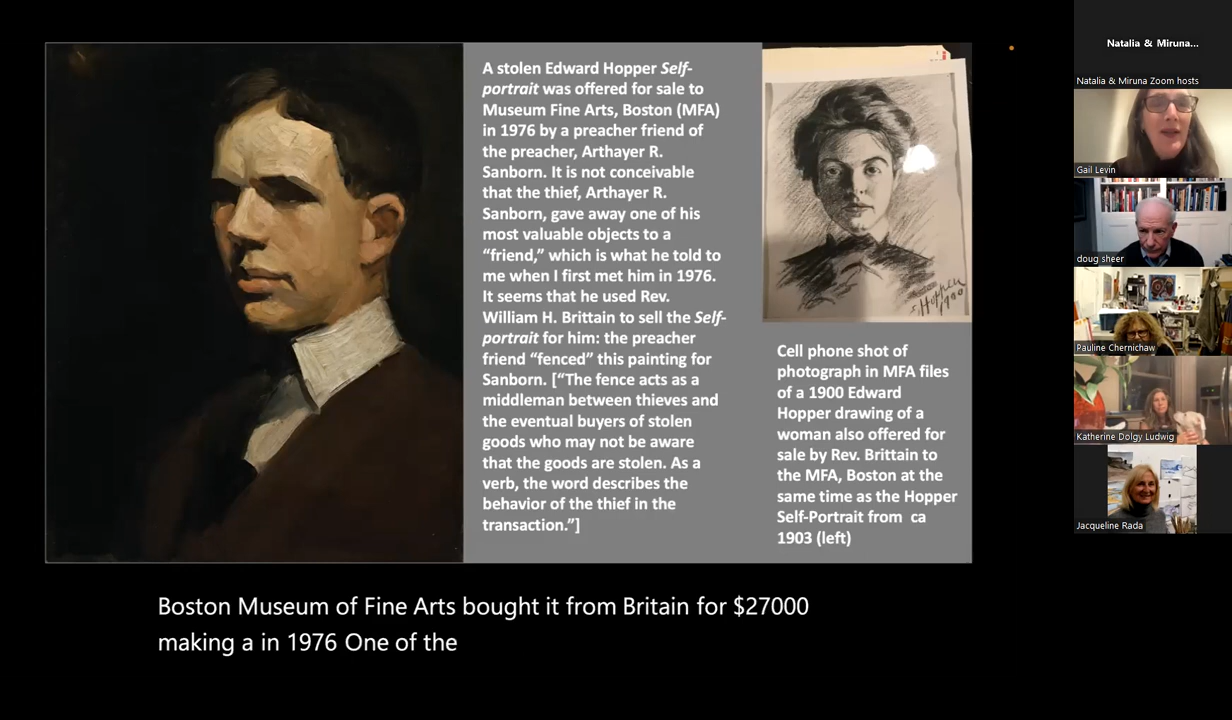 A stolen Edward Hopper Self-
portrait was offered for sale to
Museum Fine Arts, Boston (MFA)
in 1976 by a preacher friend of
the preacher, Arthayer R.
Sanborn. It is not conceivable
that the thief, Arthayer R.
Sanborn, gave away one of his
most valuable objects to a
“friend,” which is what he told to
me when I first met him in 1976.
It seems that he used Rev.
William H. Brittain to sell the Self-
portrait for him: the preacher
friend “fenced” this painting for
Sanborn. [“The fence acts as a
middleman between thieves and
the eventual buyers of stolen
goods who may not be aware
that the goods are stolen. As a
verb, the word describes the
behavior of the thief in the
transaction.”]
E. Hopper
1900
Cell phone shot of
photograph in MFA files
of a 1900 Edward
Hopper drawing of a
woman also offered for
sale by Rev. Brittain to
the MFA, Boston at the
same time as the Hopper
Self-Portrait from ca
1903 (left)
Boston Museum of Fine Arts bought it from Britain for $27000
making a in 1976 One of the
Natalia & Miruna...
Natalia & Miruna Zoom hosts
Gail Levin
doug sheer
Pauline Chernichaw
Katherine Dolgy Ludwig
Jacqueline Rada